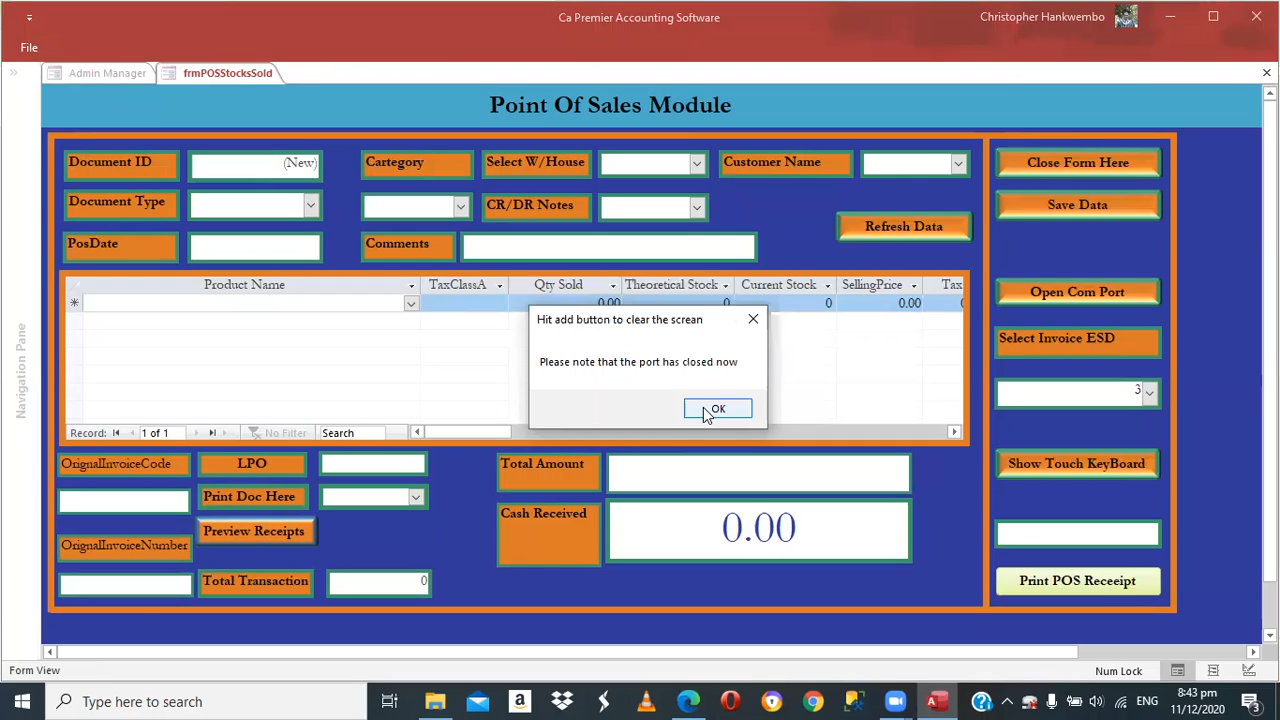 Ca Premier Accounting Software
Christopher Hankwembo
File
Admin Manager
frmPOSStocksSold
Point Of Sales Module
Document ID
(New)
Cartegory
Select W/House
Customer Name
Close Form Here
Document Type
CR/DR Notes
Save Data
Refresh Data
PosDate
Comments
Product Name
TaxClassA
Qty Sold
Theoretical Stock
Current Stock
SellingPrice
Tax
Open Com Port
0.00
0
0
0.00
Hit add button to clear the screan
Please note that the port has closed now
OK
Select Invoice ESD
3
Navigation Pane
Record:
1 of 1
No Filter
Search
OrignalInvoiceCode
LPO
Total Amount
Show Touch KeyBoard
Print Doc Here
Cash Received
0.00
Preview Receipts
OrignalInvoiceNumber
Total Transaction
0
Print POS Receeipt
Form View
Num Lock
Type here to search
ENG
8:43 pm
11/12/2020
3